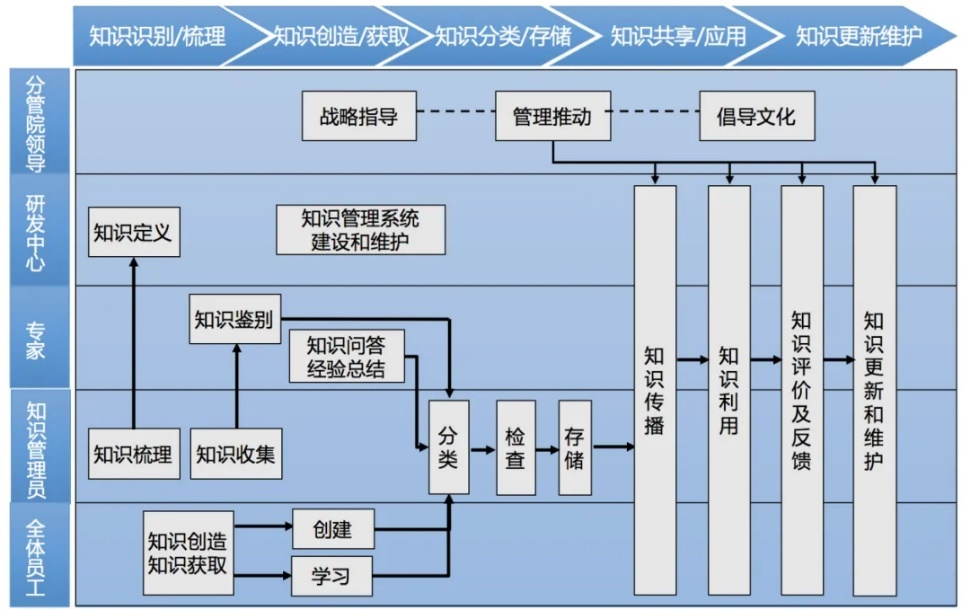 知识识别/梳理
知识创造/获取
知识分类/存储
知识共享/应用
知识更新维护
分管院领导
战略指导
管理推动
倡导文化
研发中心
知识定义
知识管理系统
建设和维护
专家
知识鉴别
知识问答
经验总结
知识管理员
知识梳理
知识收集
分类
检查
存储
知识传播
知识利用
知识评价及反馈
知识更新和维护
全体员工
知识创造
知识获取
创建
学习